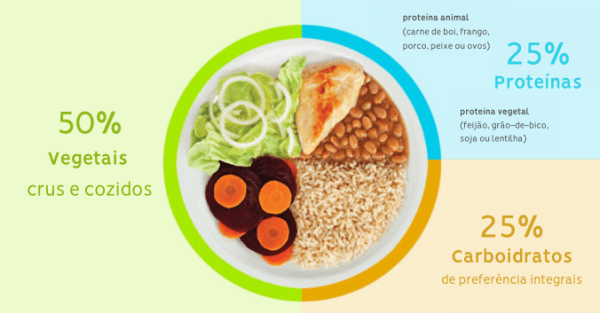 50%
Vegetais
crus e cozidos
proteína animal
(carne de boi, frango,
porco, peixe ou ovos)
25%
Proteínas
proteína vegetal
(feijão, grão-de-bico,
soja ou lentilha)
25%
Carboidratos
de preferência integrais